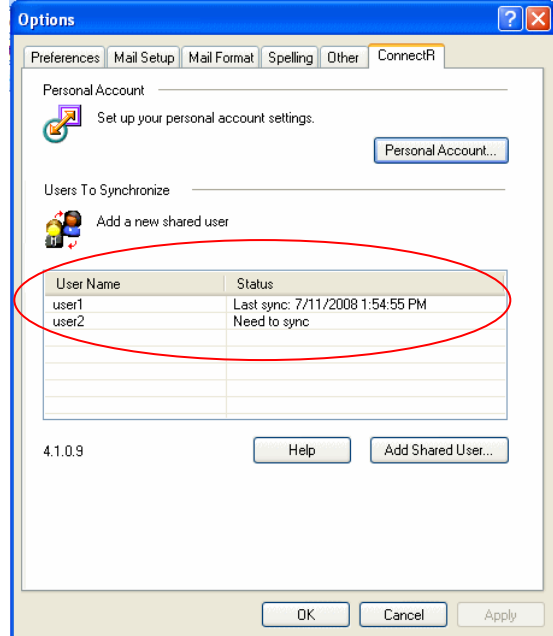 Options
Preferences Mail Setup Mail Format Spelling Other ConnectR
Personal Account
Set up your personal account settings.
Personal Account...
Users To Synchronize
Add a new shared user
User Name Status
user1 Last sync: 7/11/2008 1:54:55 PM
user2 Need to sync
4.1.0.9 Help Add Shared User...
OK Cancel Apply